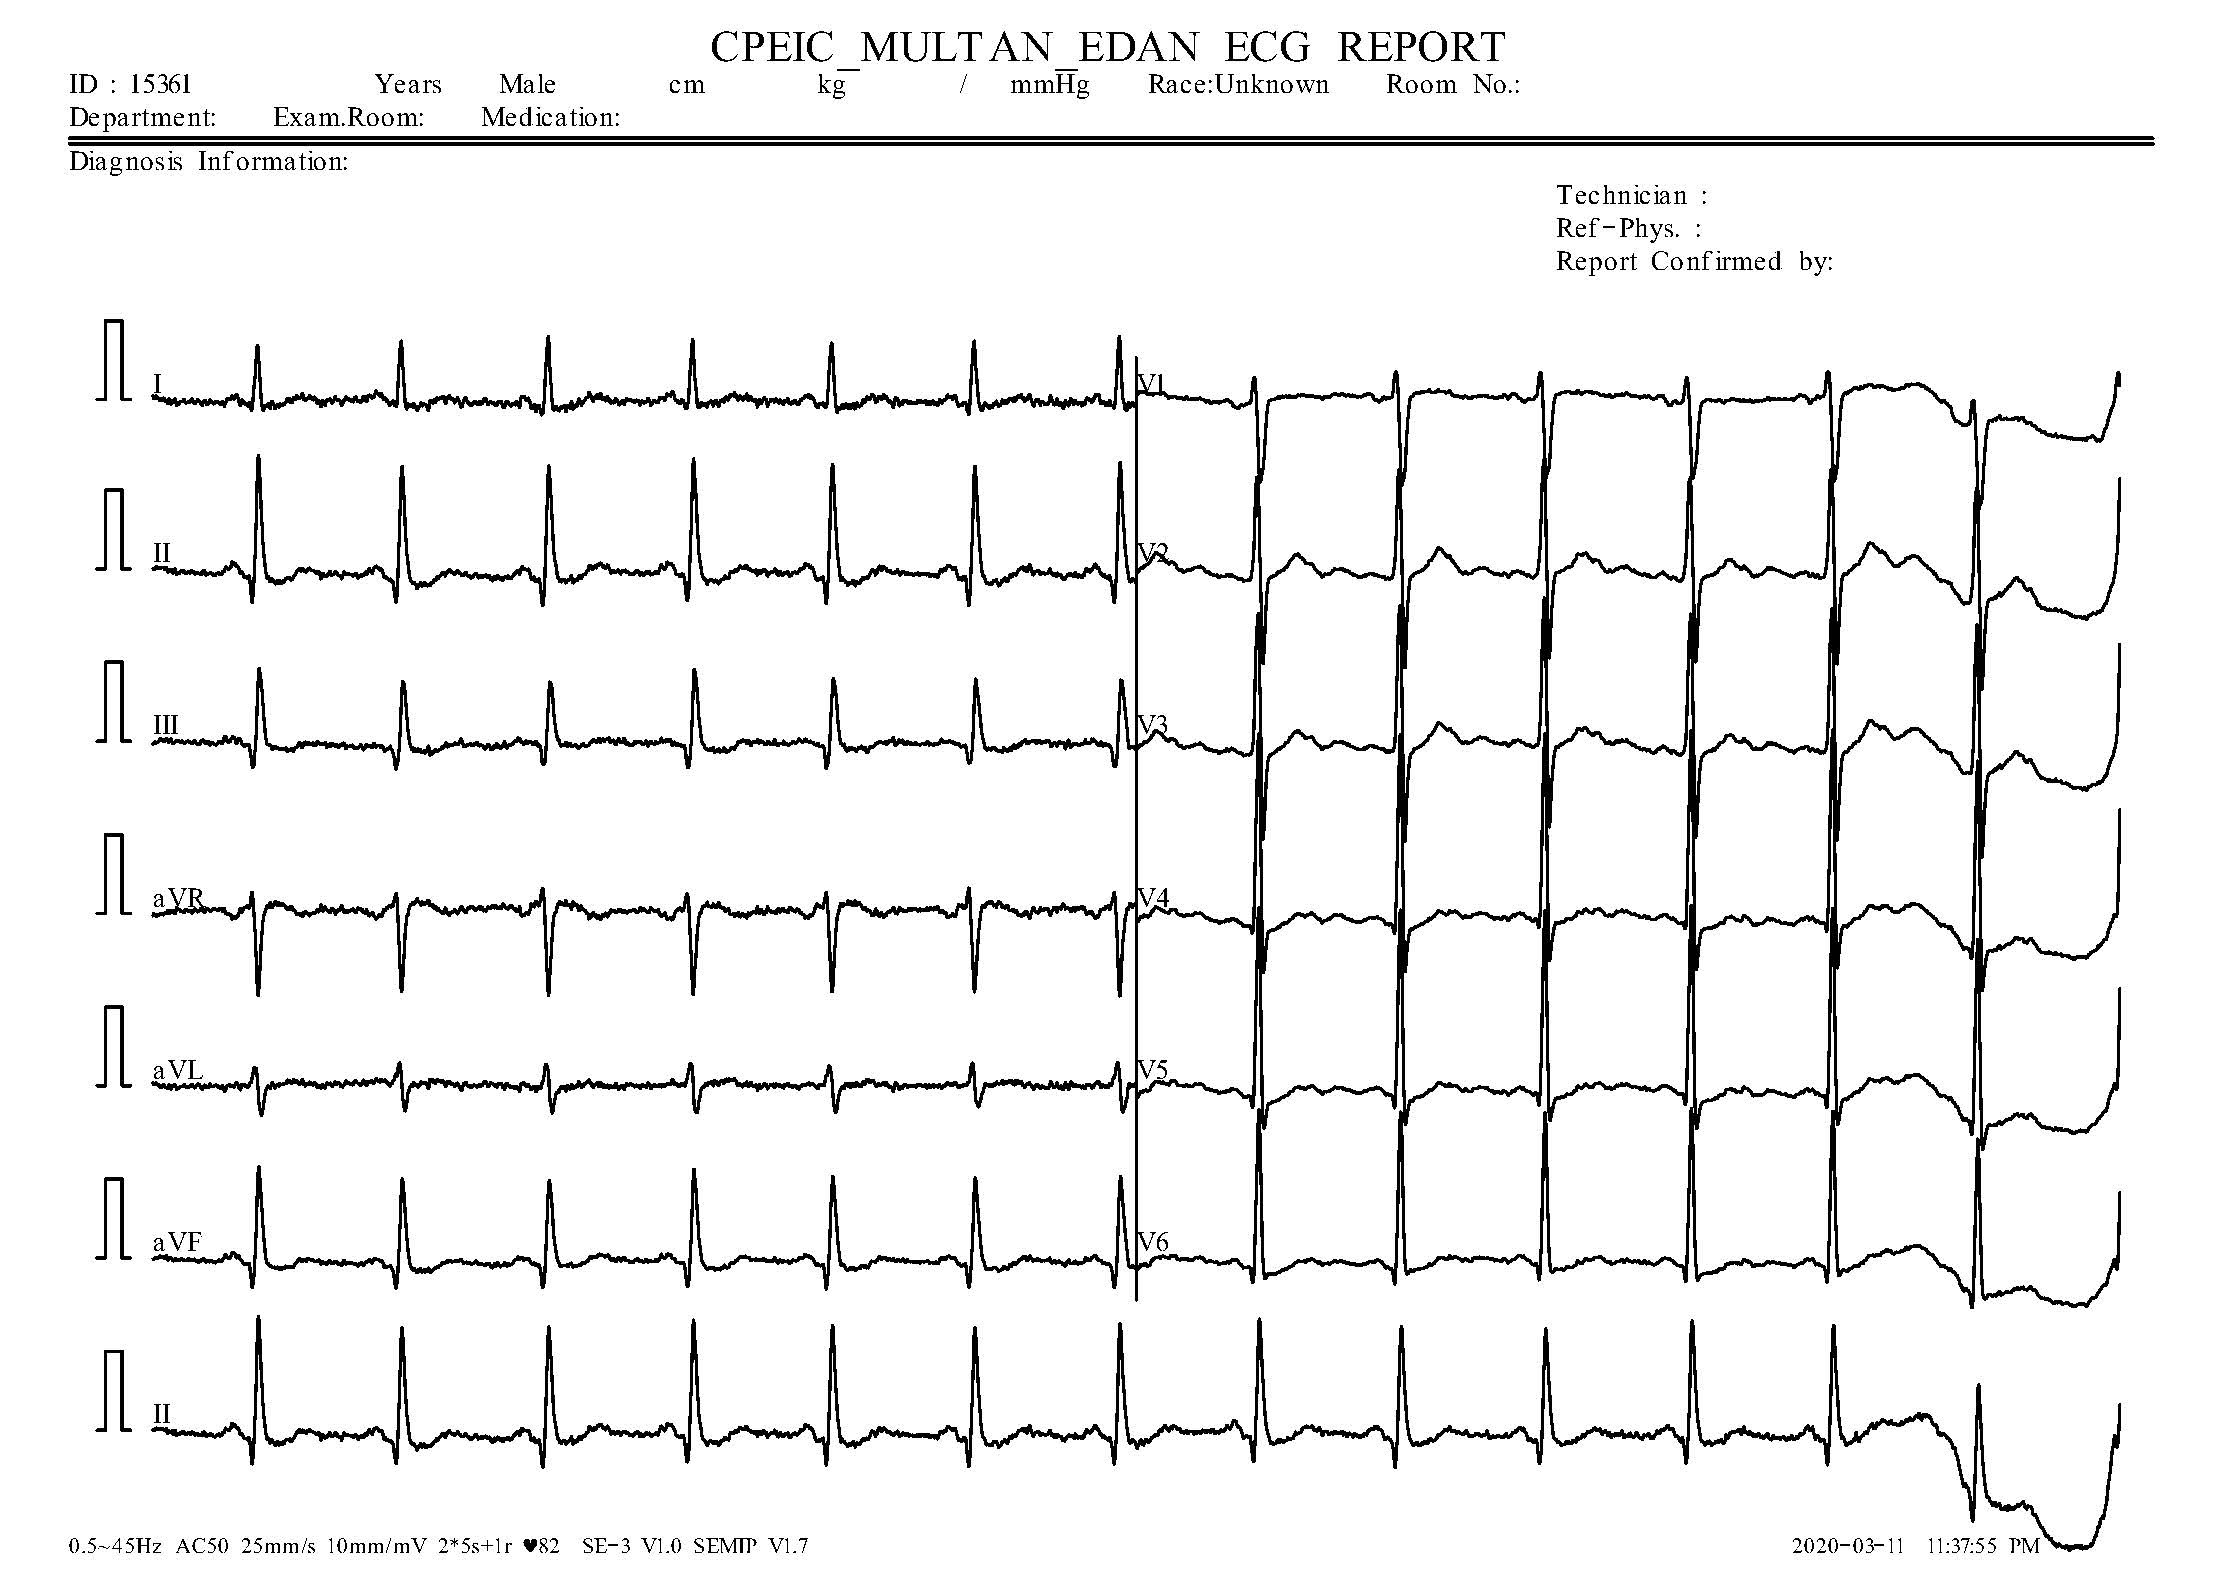 CPEIC_MULTAN_EDAN ECG REPORT
ID : 15361 Years Male cm kg / mmHg Race:Unknown Room No.:
Department: Exam.Room: Medication:
Diagnosis Information:
Technician :
Ref-Phys. :
Report Confirmed by:
I V1
II V2
III V3
aVR V4
aVL V5
aVF V6
II
0.5~45Hz AC50 25mm/s 10mm/mV 2*5s+1r ♥82 SE-3 V1.0 SEMIP V1.7 2020-03-11 11:37:55 PM